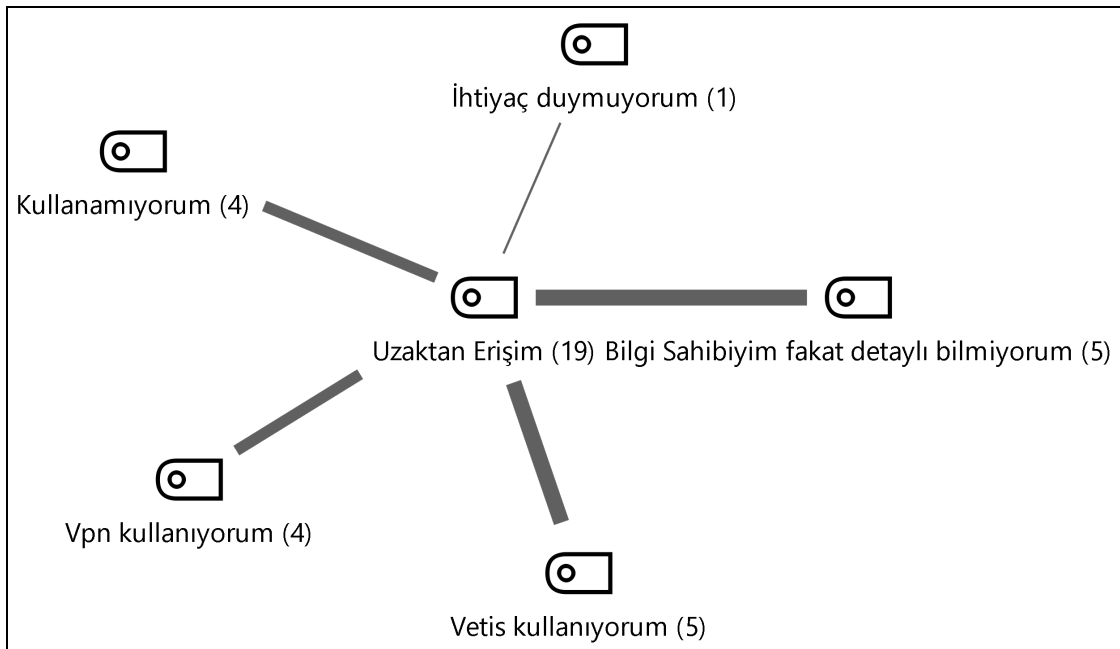 İhtiyaç duymuyorum (1)
Kullanamıyorum (4)
Uzaktan Erişim (19)
Bilgi Sahibiyim fakat detaylı bilmiyorum (5)
Vpn kullanıyorum (4)
Vetis kullanıyorum (5)